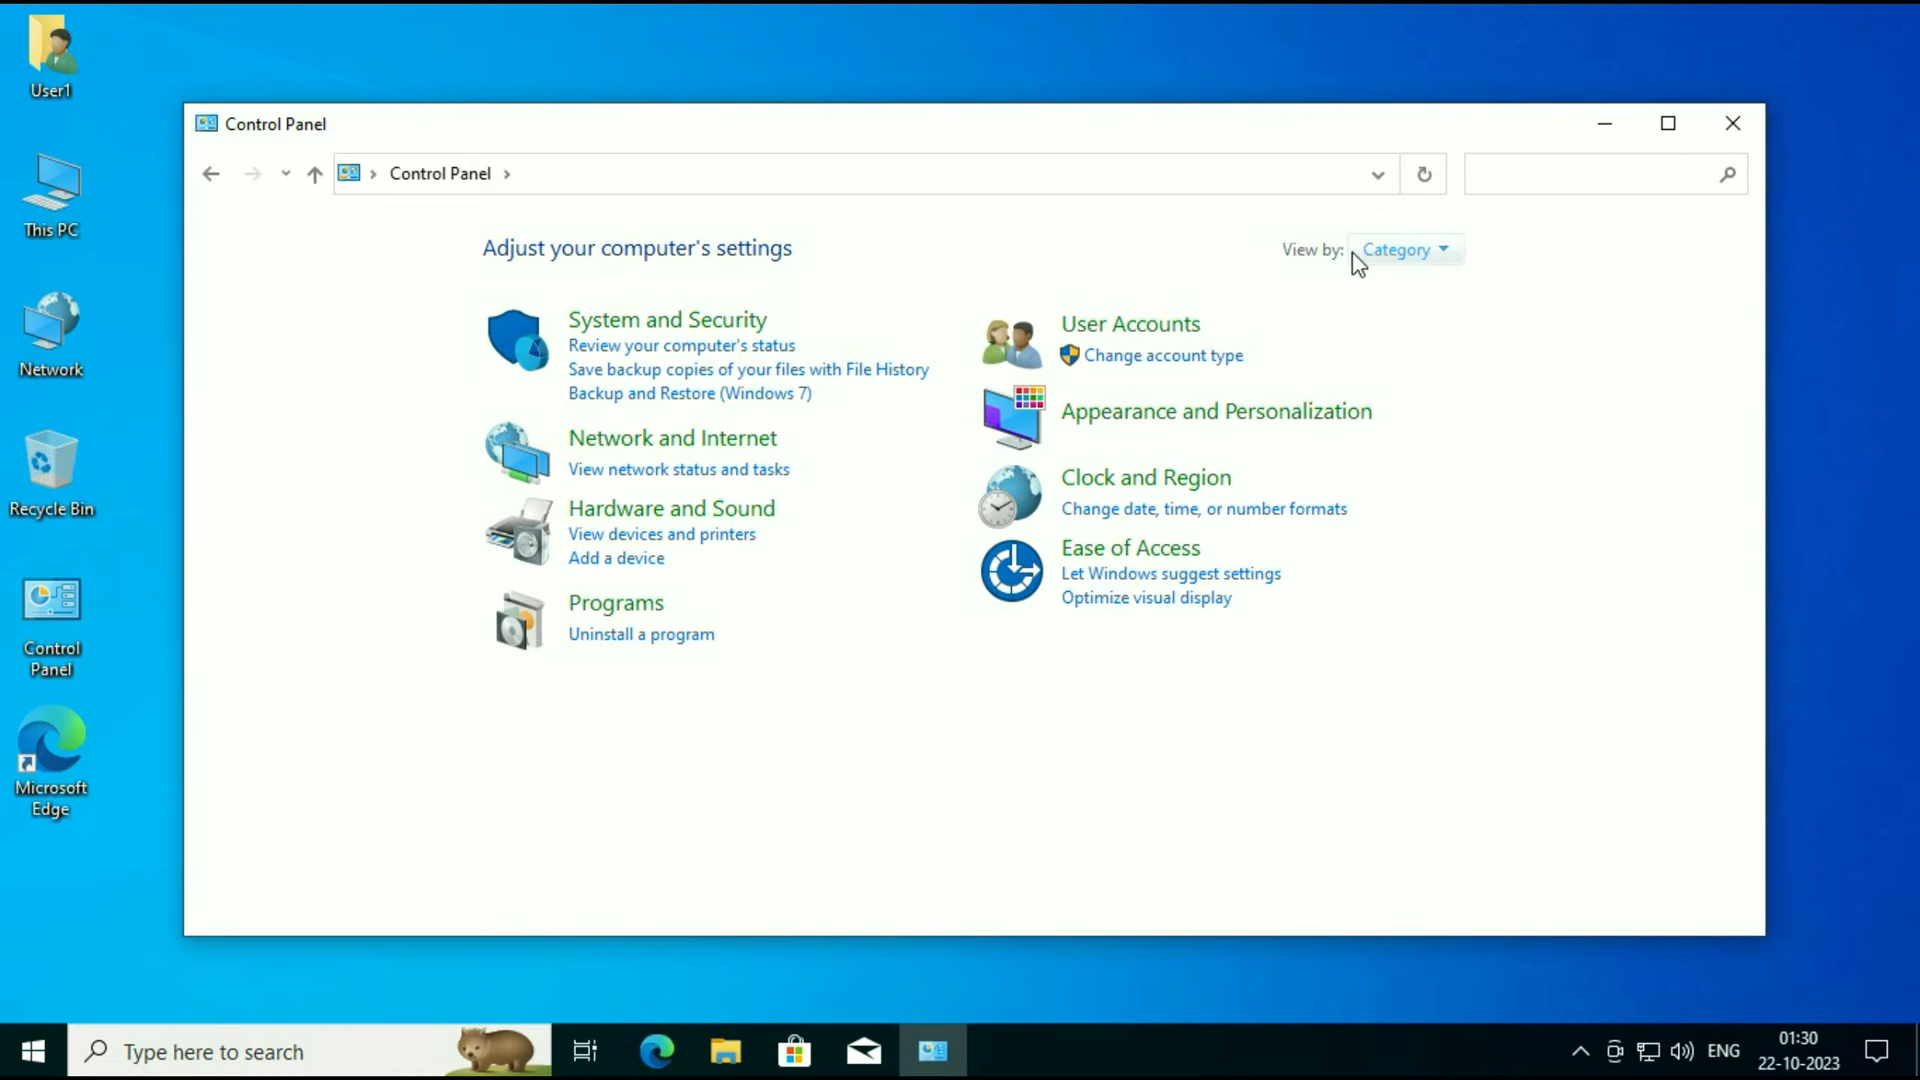 User1
This PC
Network
Recycle Bin
Control
Panel
Microsoft
Edge
Control Panel
Control Panel
Adjust your computer's settings
View by: Category
System and Security
Review your computer's status
Save backup copies of your files with File History
Backup and Restore (Windows 7)
Network and Internet
View network status and tasks
Hardware and Sound
View devices and printers
Add a device
Programs
Uninstall a program
User Accounts
Change account type
Appearance and Personalization
Clock and Region
Change date, time, or number formats
Ease of Access
Let Windows suggest settings
Optimize visual display
Type here to search
ENG
01:30
22-10-2023